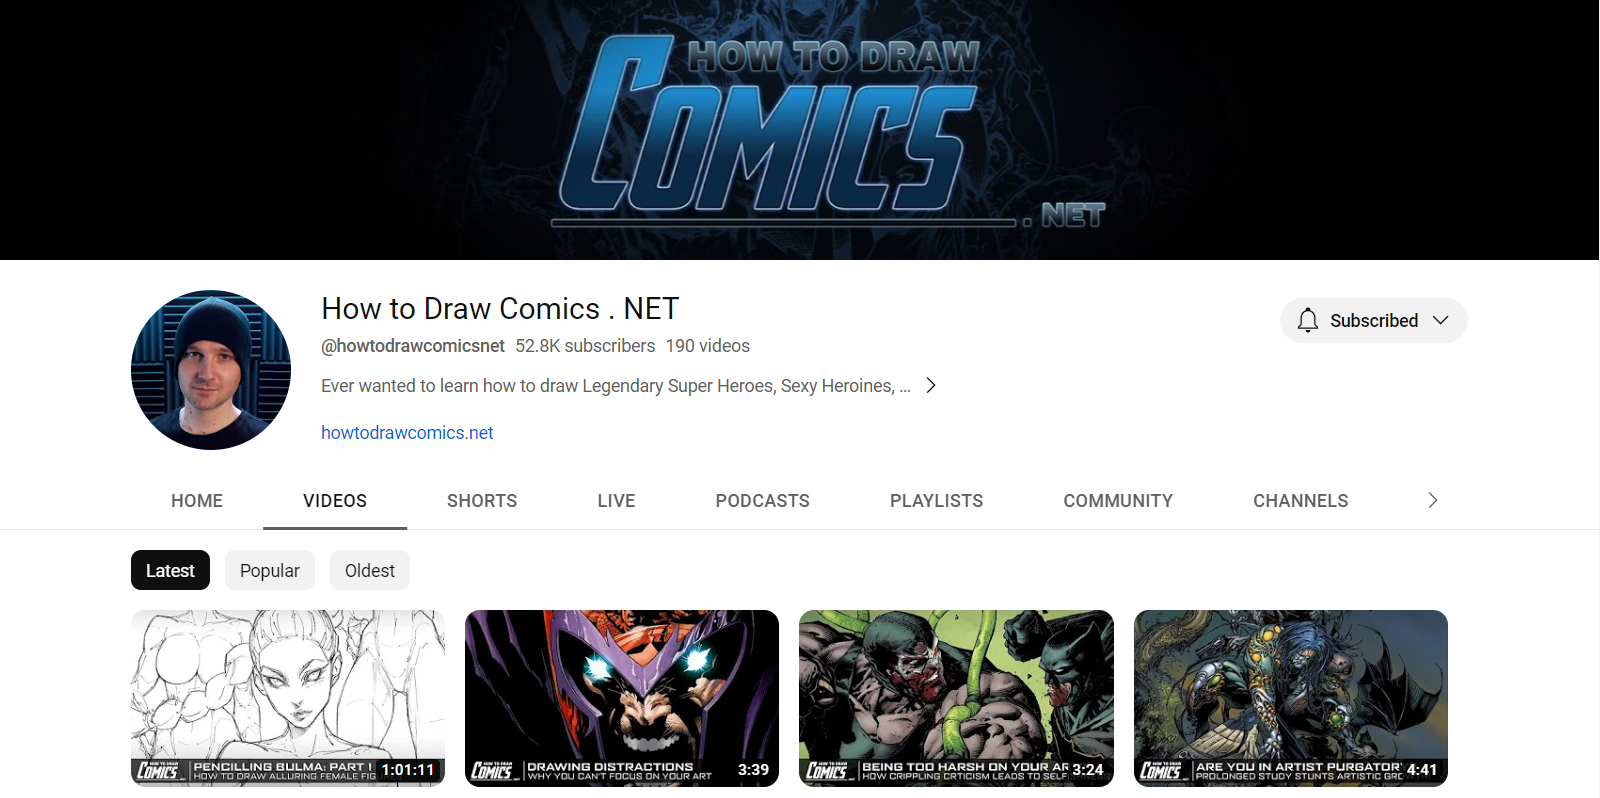 HOW TO DRAW
COMICS
. NET
How to Draw Comics . NET
@howtodrawcomicsnet 52.8K subscribers 190 videos
Subscribed
Ever wanted to learn how to draw Legendary Super Heroes, Sexy Heroines, ...
howtodrawcomics.net
HOME VIDEOS SHORTS LIVE PODCASTS PLAYLISTS COMMUNITY CHANNELS
Latest Popular Oldest
HOW TO DRAW
COMICS
PENCILLING BULMA: PART 1
HOW TO DRAW ALLURING FEMALE FIG
1:01:11
HOW TO DRAW
COMICS
DRAWING DISTRACTIONS
WHY YOU CAN'T FOCUS ON YOUR ART
3:39
HOW TO DRAW
COMICS
BEING TOO HARSH ON YOUR AR
HOW CRIPPLING CRTICISM LEADS TO SELF
3:24
HOW TO DRAW
COMICS
ARE YOU IN ARTIST PURGATOR
PROLONGED STUDY STUNTS ARTISTIC GRO
4:41